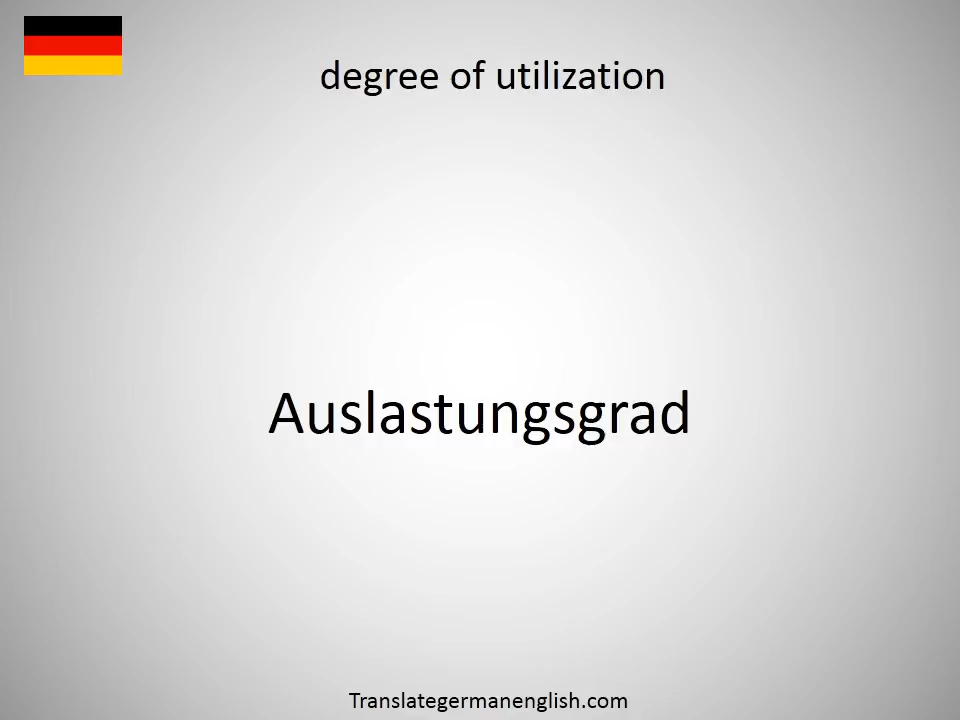 degree of utilization
Auslastungsgrad
Translategermanenglish.com